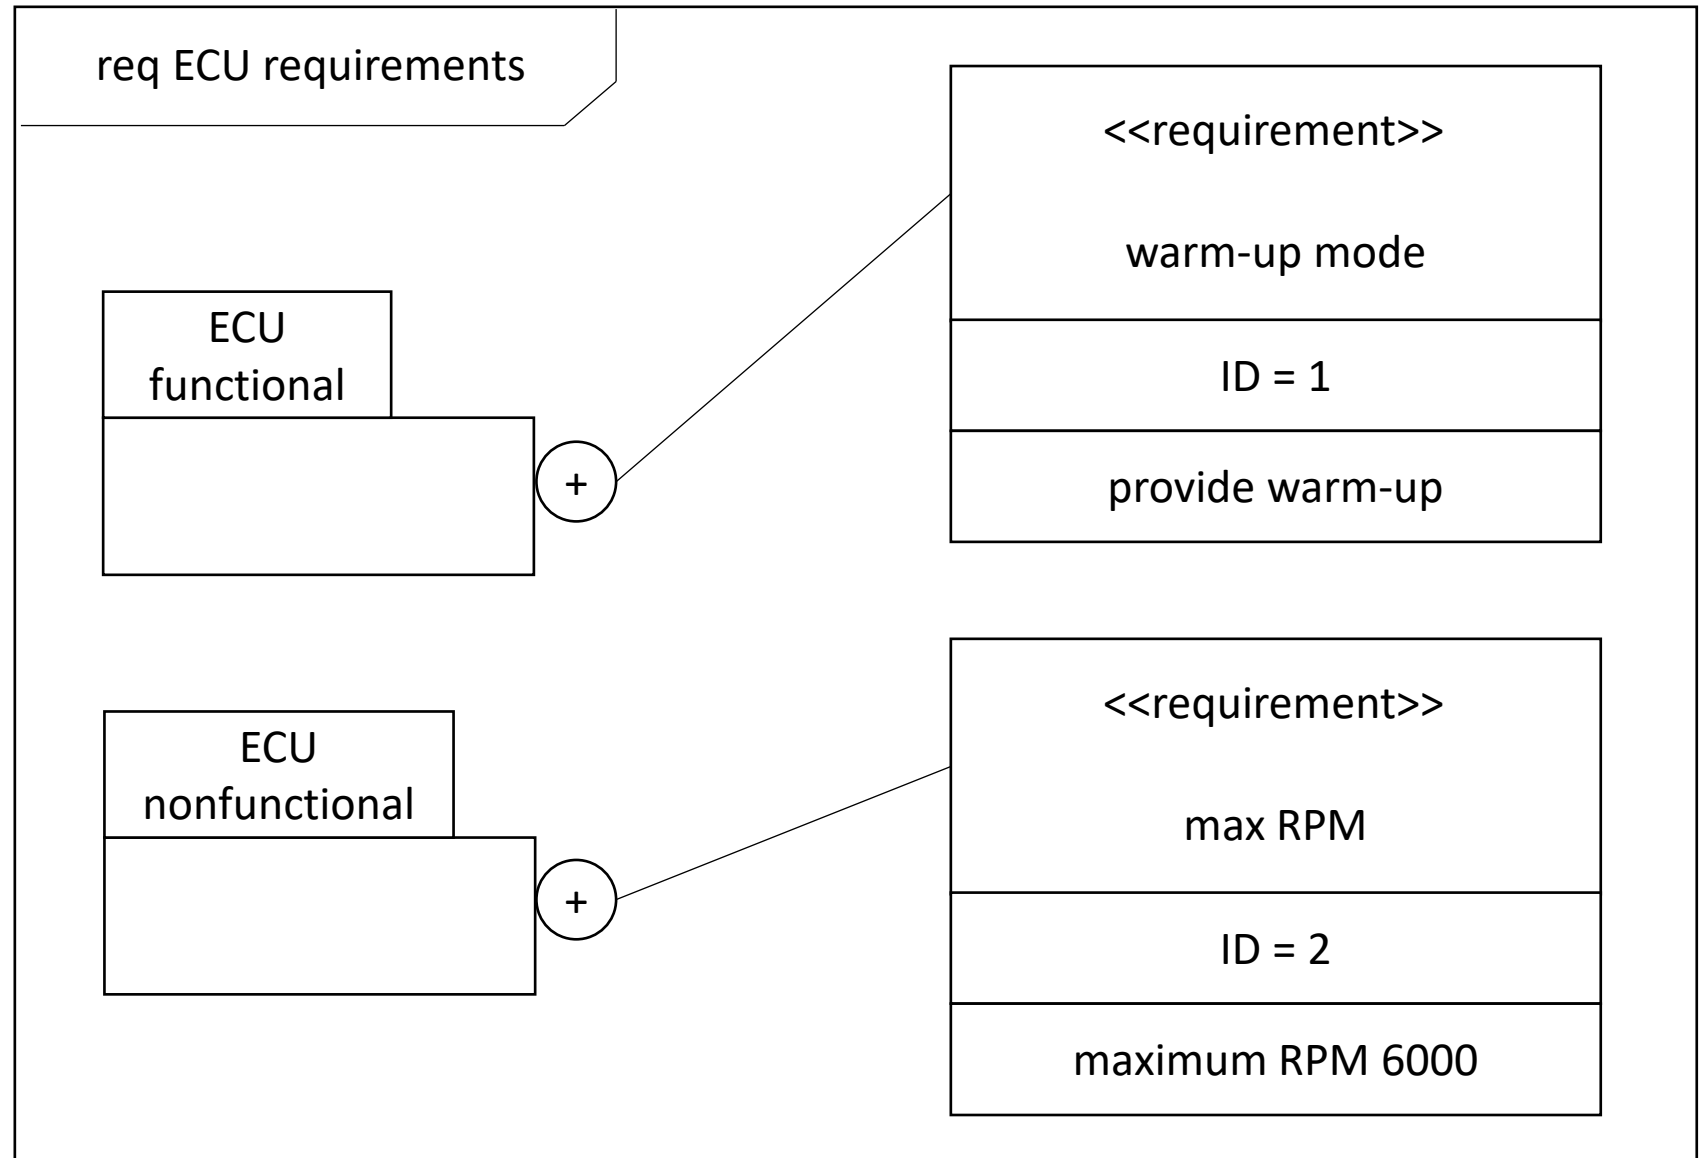 req ECU requirements
<<requirement>>
warm-up mode
ID = 1
provide warm-up
ECU
functional
+
<<requirement>>
max RPM
ID = 2
maximum RPM 6000
ECU
nonfunctional
+